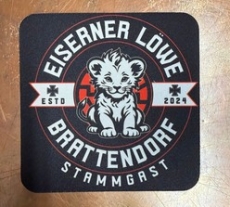 EISERNER LÖWE
ESTD 2024
BRATTENDORF
STAMMGAST